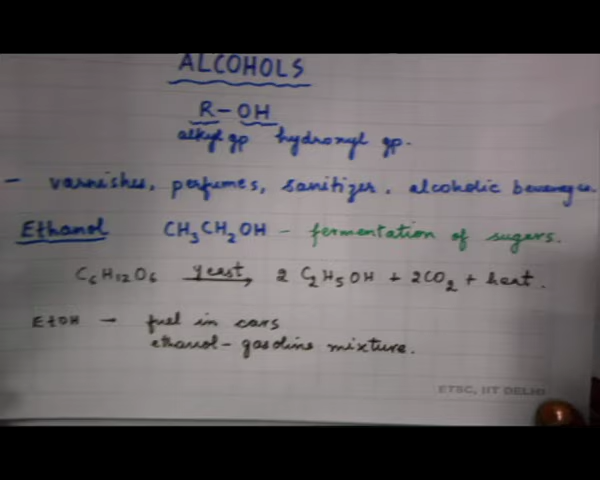 ALCOHOLS
R-OH
alkyl gp hydroxyl gp.
- varnishes, perfumes, sanitizer, alcoholic beverages.
Ethanol CH3CH2OH - fermentation of sugars.
C6H12O6 yeast→ 2 C2H5OH + 2CO2 + heat.
EtOH - fuel in cars
ethanol-gasoline mixture.
ETSC, IIT DELHI